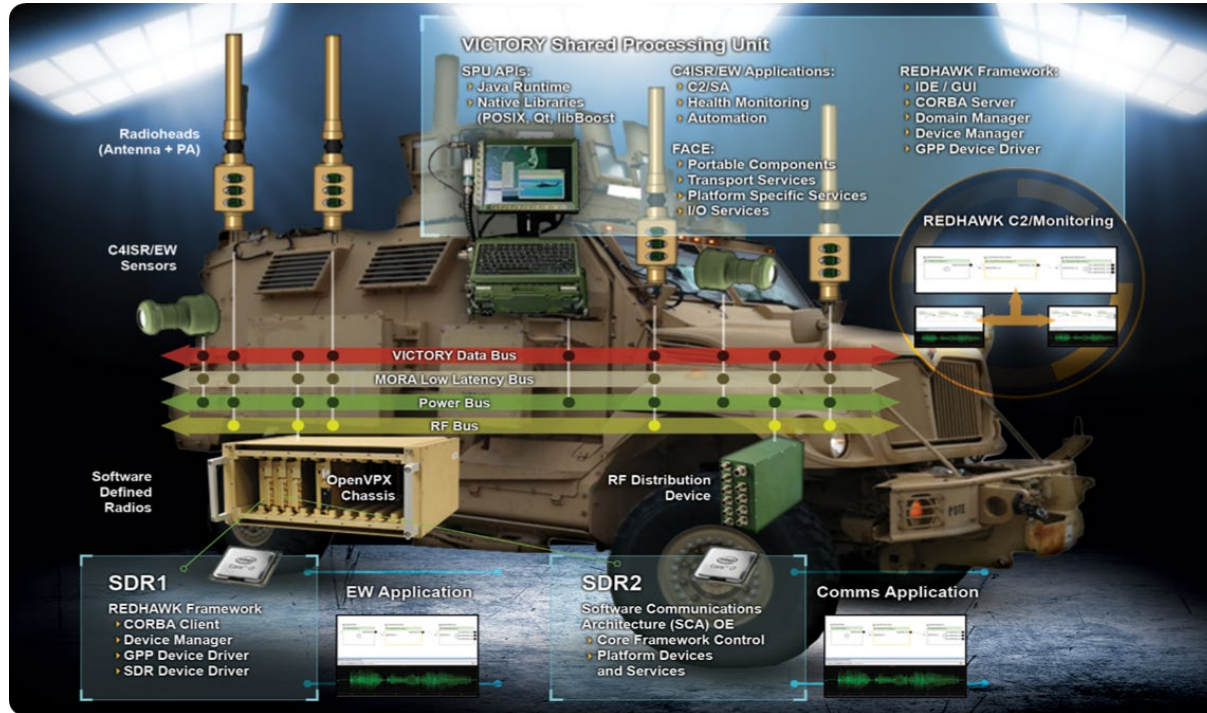 VICTORY Shared Processing Unit
SPU APIs:
Java Runtime
Native Libraries
(POSIX, Qt, libBoost
C4ISR/EW Applications:
C2/SA
Health Monitoring
Automation
FACE:
Portable Components
Transport Services
Platform Specific Services
I/O Services
REDHAWK Framework:
IDE / GUI
CORBA Server
Domain Manager
Device Manager
GPP Device Driver
Radioheads
(Antenna + PA)
C4ISR/EW
Sensors
REDHAWK C2/Monitoring
VICTORY Data Bus
MORA Low Latency Bus
Power Bus
RF Bus
Software
Defined
Radios
OpenVPX
Chassis
RF Distribution
Device
SDR1
REDHAWK Framework
CORBA Client
Device Manager
GPP Device Driver
SDR Device Driver
EW Application
SDR2
Software Communications
Architecture (SCA) OE
Core Framework Control
Platform Devices
and Services
Comms Application